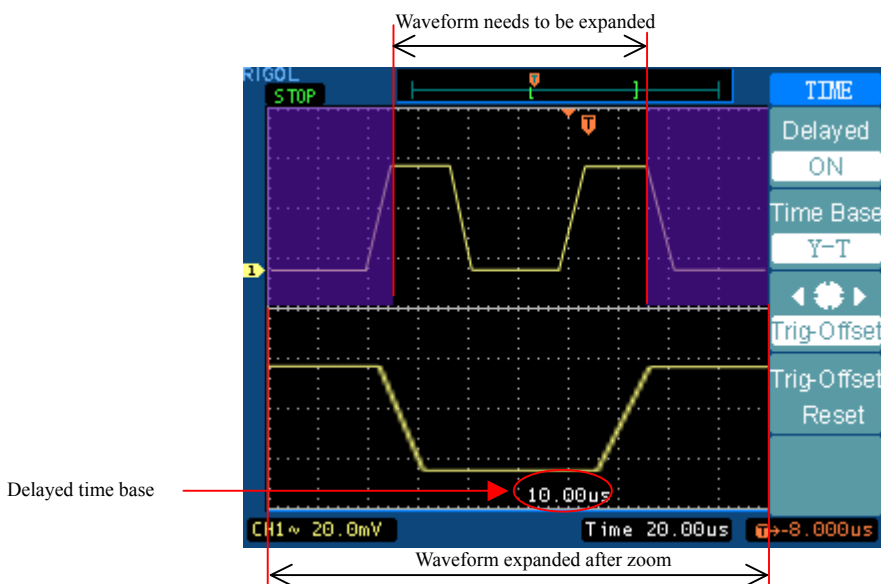 Waveform needs to be expanded
RIGOL
STOP
T
TIME
Delayed
ON
T
Time Base
Y-T
1
Trig-Offset
Trig-Offset
Reset
Delayed time base
10.00us
CH1~ 20.0mV
Time 20.00us
T→-8.000us
Waveform expanded after zoom